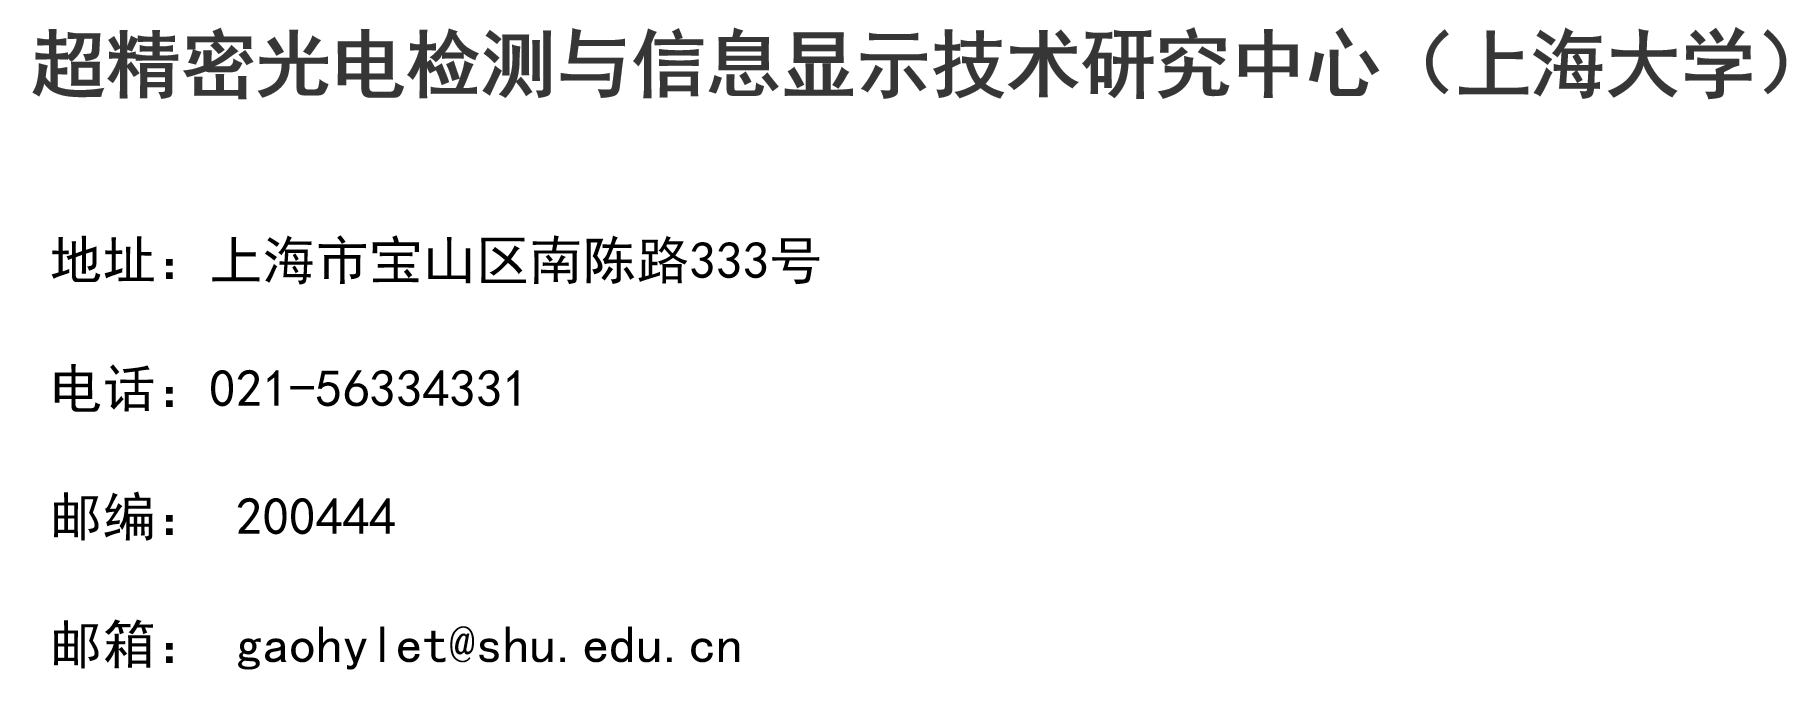 超精密光电检测与信息显示技术研究中心（上海大学）
地址：上海市宝山区南陈路333号
电话：021-56334331
邮编： 200444
邮箱： gaohylet@shu.edu.cn